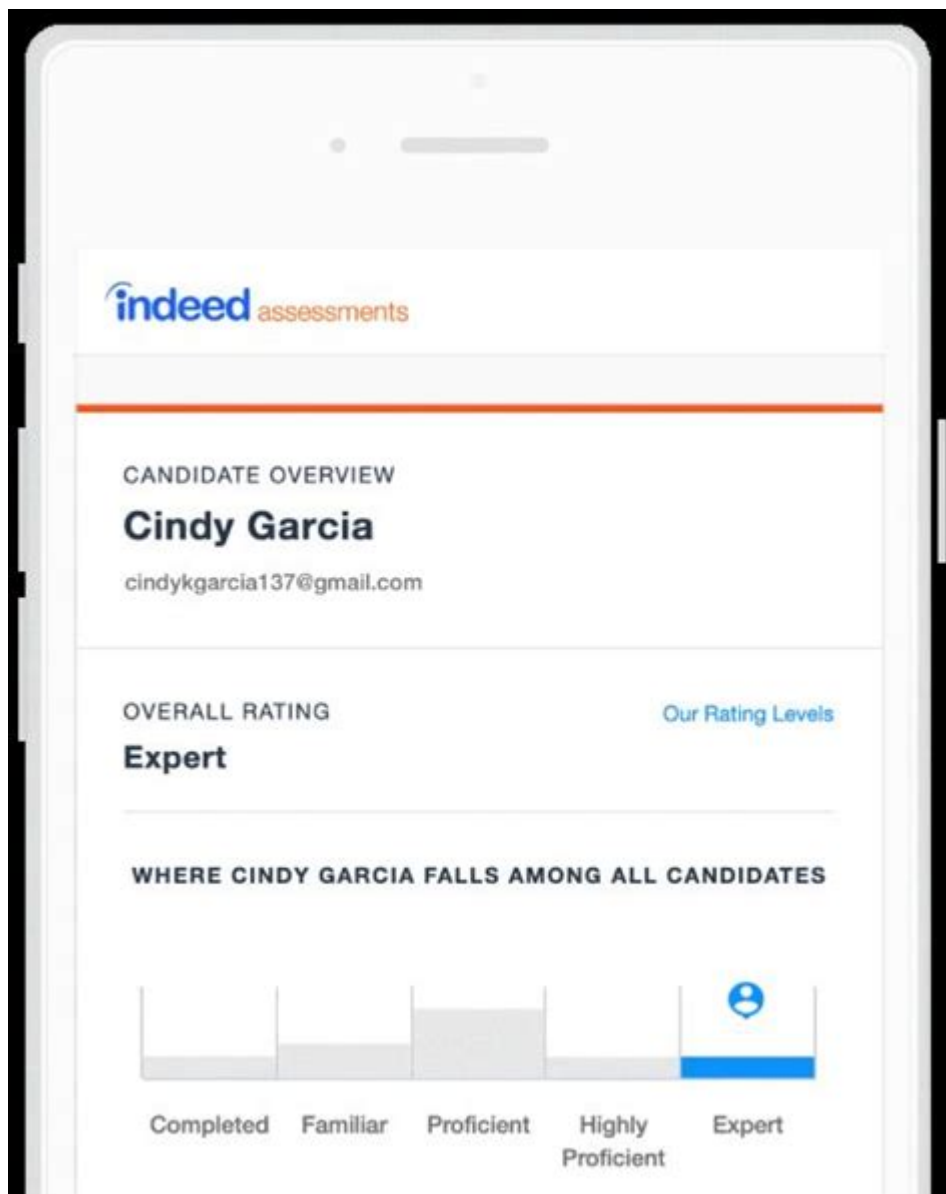 indeed assessments
CANDIDATE OVERVIEW
Cindy Garcia
cindykgarcia137@gmail.com
OVERALL RATING
Our Rating Levels
Expert
WHERE CINDY GARCIA FALLS AMONG ALL CANDIDATES
Completed
Familiar
Proficient
Highly
Proficient
Expert